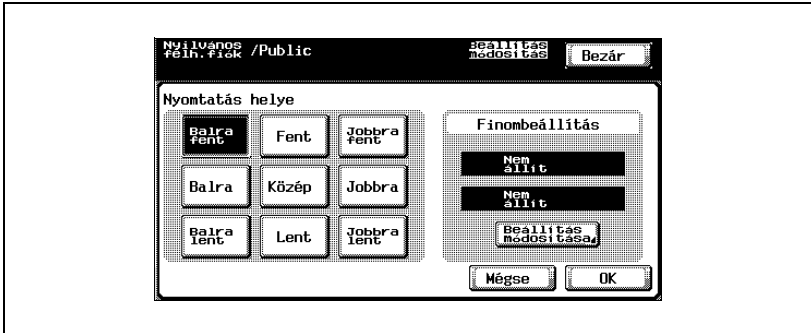 Nyilvános
félh.fiók /Public
Beállítás
módosítás
Bezár
Nyomtatás helye
Balra
fent
Fent
Jobbra
fent
Finombeállítás
Nem
állít
Balra
Közép
Jobbra
Nem
állít
Balra
lent
Lent
Jobbra
lent
Beállítás
módosítása
Mégse
OK